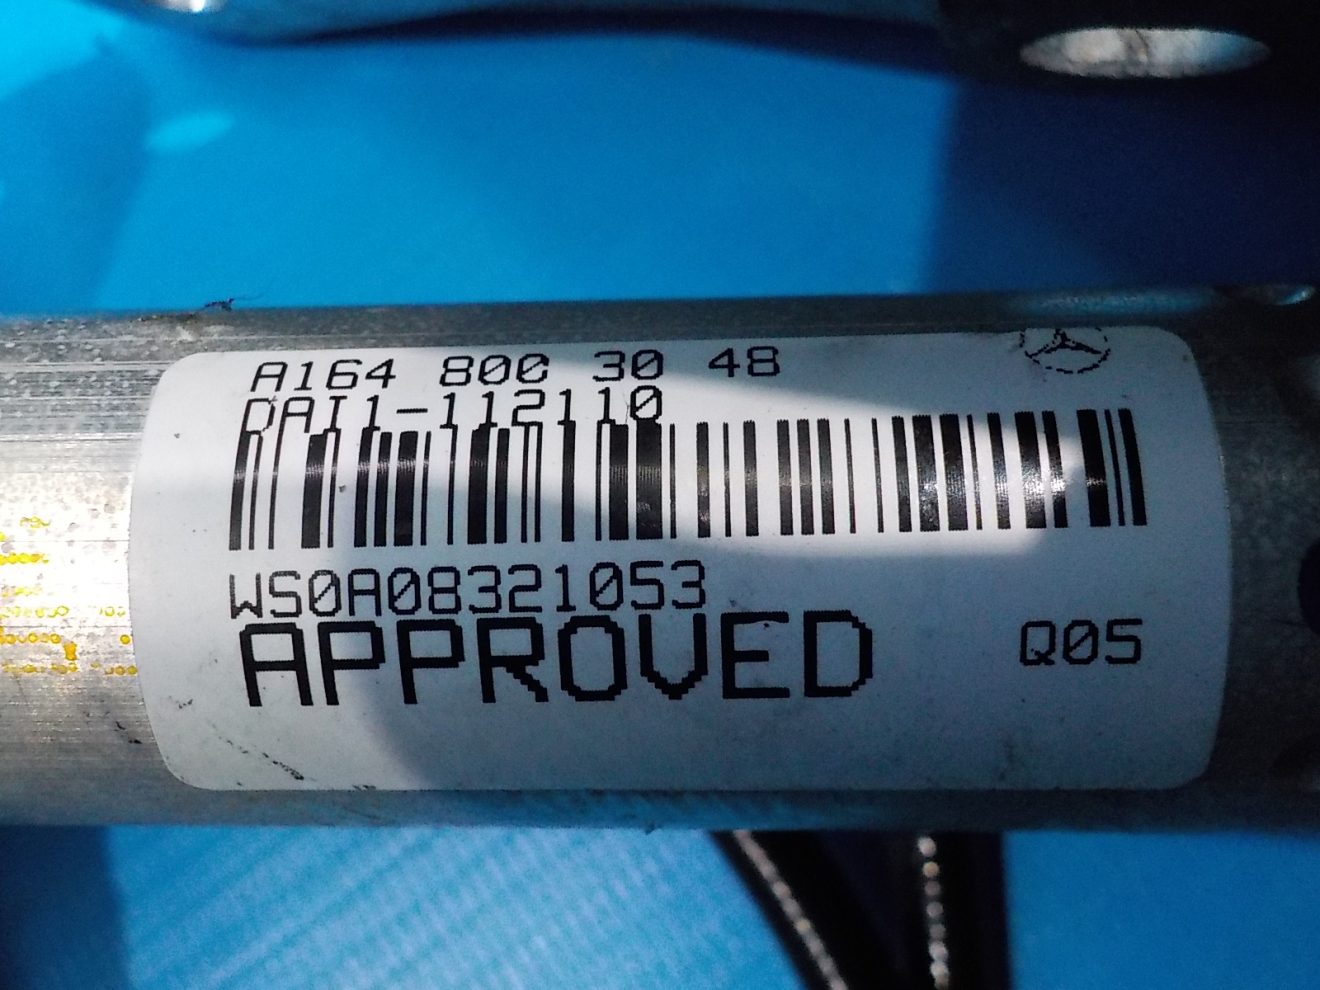 A164 800 30 48
DAI1-112110
WS0A08321053
APPROVED Q05